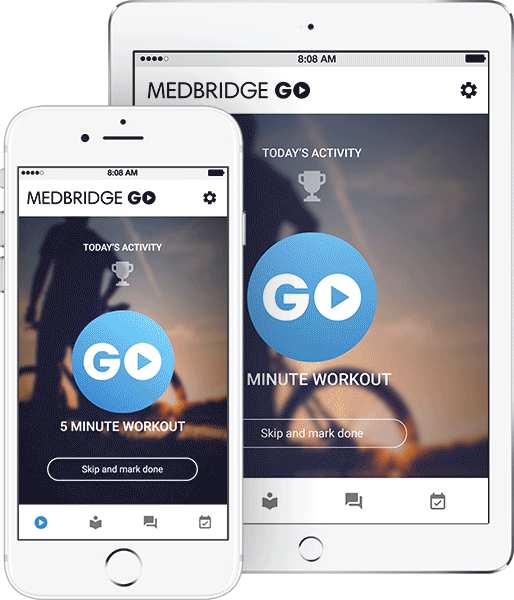 8:08 AM
MEDBRIDGE GO
TODAY'S ACTIVITY
GO
MINUTE WORKOUT
Skip and mark done
8:08 AM
MEDBRIDGE GO
TODAY'S ACTIVITY
GO
5 MINUTE WORKOUT
Skip and mark done